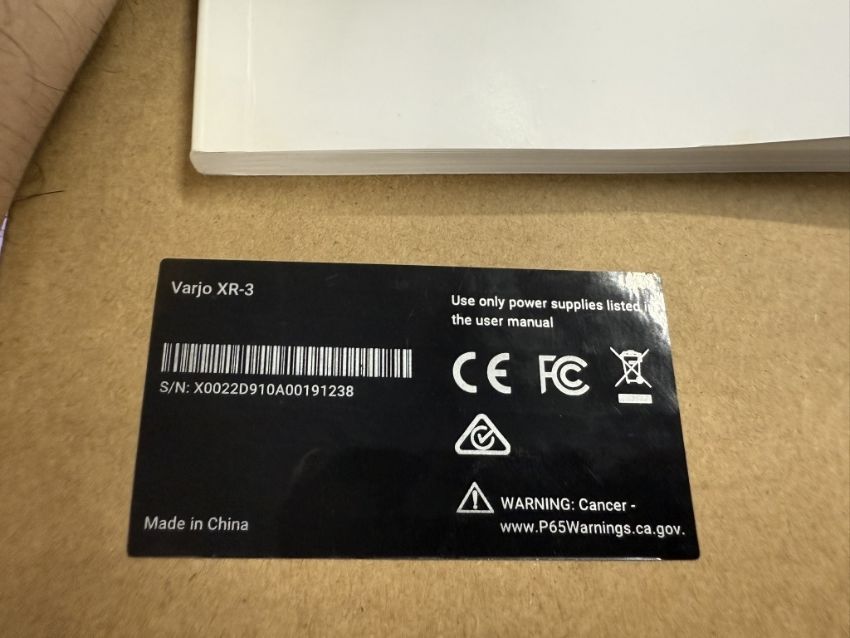 Varjo XR-3
S/N: X0022D910A00191238
Made in China
Use only power supplies listed in
the user manual
CE
FC
WARNING: Cancer -
www.P65Warnings.ca.gov.